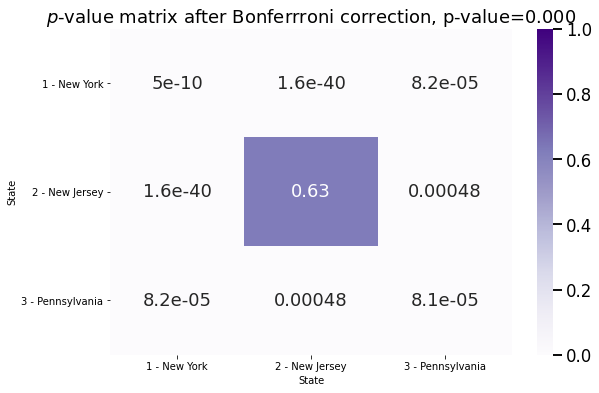 p-value matrix after Bonferrroni correction, p-value=0.000
1 - New York 5e-10 1.6e-40 8.2e-05
2 - New Jersey 1.6e-40 0.63 0.00048
3 - Pennsylvania 8.2e-05 0.00048 8.1e-05
State
1 - New York 2 - New Jersey 3 - Pennsylvania
State
1.0
0.8
0.6
0.4
0.2
0.0